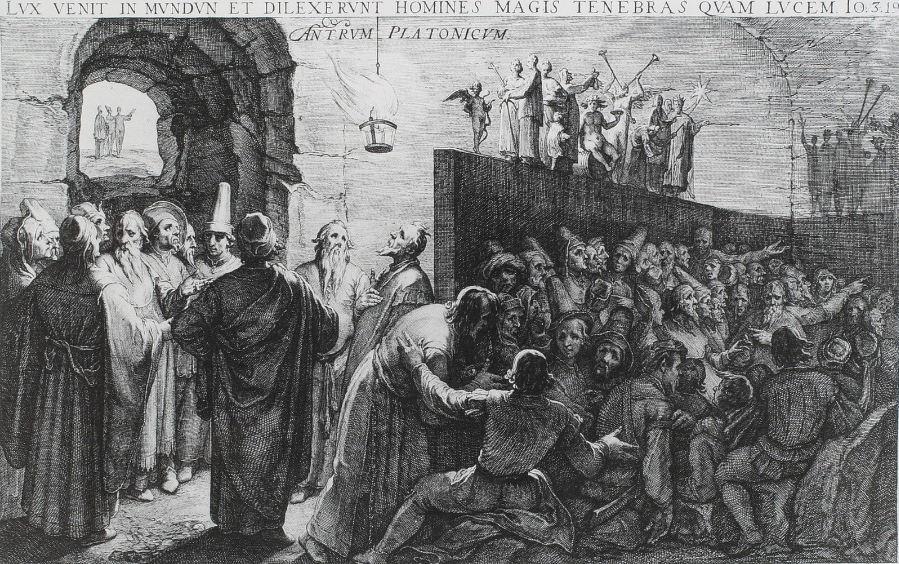 LVX VENIT IN MVNDVN ET DILEXERVNT HOMINES MAGIS TENEBRAS QVAM LVCEM IO. 3. 19
ANTRVM PLATONICVM.